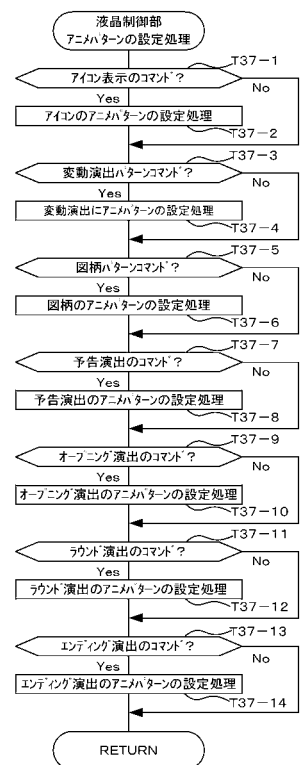 液晶制御部
アニメパターンの設定処理
T37-1
アイコン表示のコマンド？
No
Yes
アイコンのアニメパターンの設定処理
T37-2
T37-3
変動演出パターンコマンド？
No
Yes
変動演出にアニメパターンの設定処理
T37-4
T37-5
図柄パターンコマンド？
No
Yes
図柄のアニメパターンの設定処理
T37-6
T37-7
予告演出のコマンド？
No
Yes
予告演出のアニメパターンの設定処理
T37-8
T37-9
オープニング演出のコマンド？
No
Yes
オープニング演出のアニメパターンの設定処理
T37-10
T37-11
ラウンド演出のコマンド？
No
Yes
ラウンド演出のアニメパターンの設定処理
T37-12
T37-13
エンディング演出のコマンド？
No
Yes
エンディング演出のアニメパターンの設定処理
T37-14
RETURN